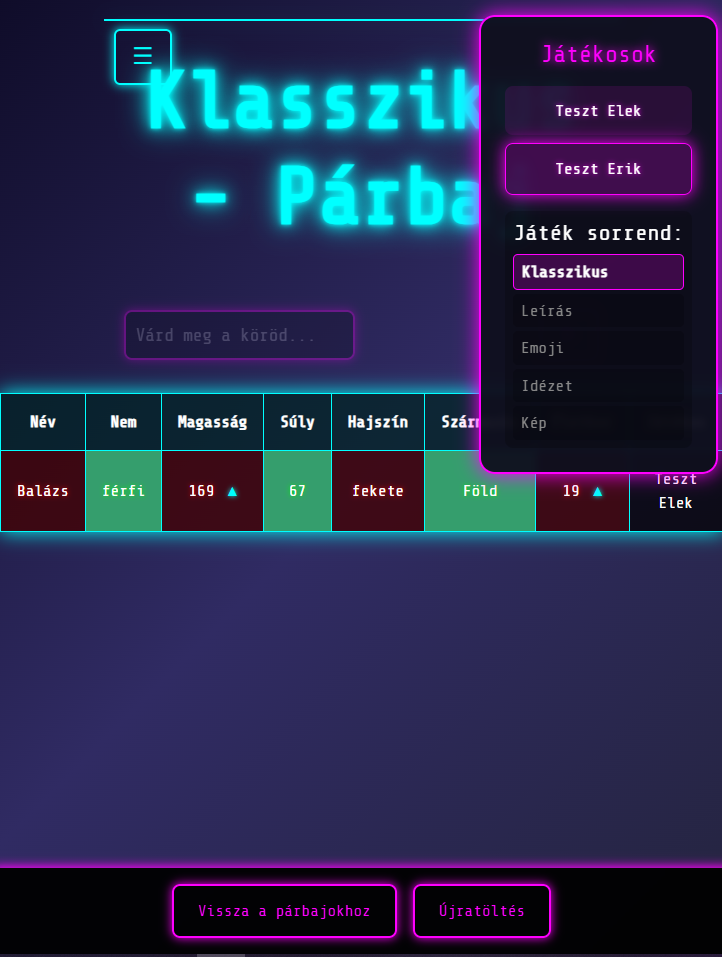 ☰
Klasszik
- Párba
Játékosok
Teszt Elek
Teszt Erik
Játék sorrend:
Klasszikus
Leírás
Emoji
Idézet
Kép
Várd meg a köröd...
Név Nem Magasság Súly Hajszín
Balázs férfi 169 ▲ 67 fekete Föld 19 ▲ Teszt
Elek
Vissza a párbajokhoz Újratöltés